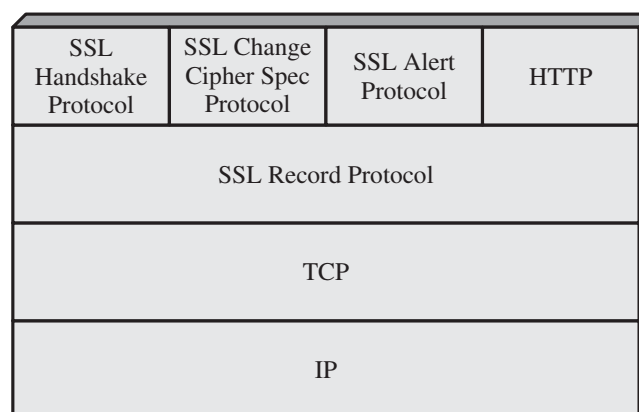 SSL
Handshake
Protocol
SSL Change
Cipher Spec
Protocol
SSL Alert
Protocol
HTTP
SSL Record Protocol
TCP
IP